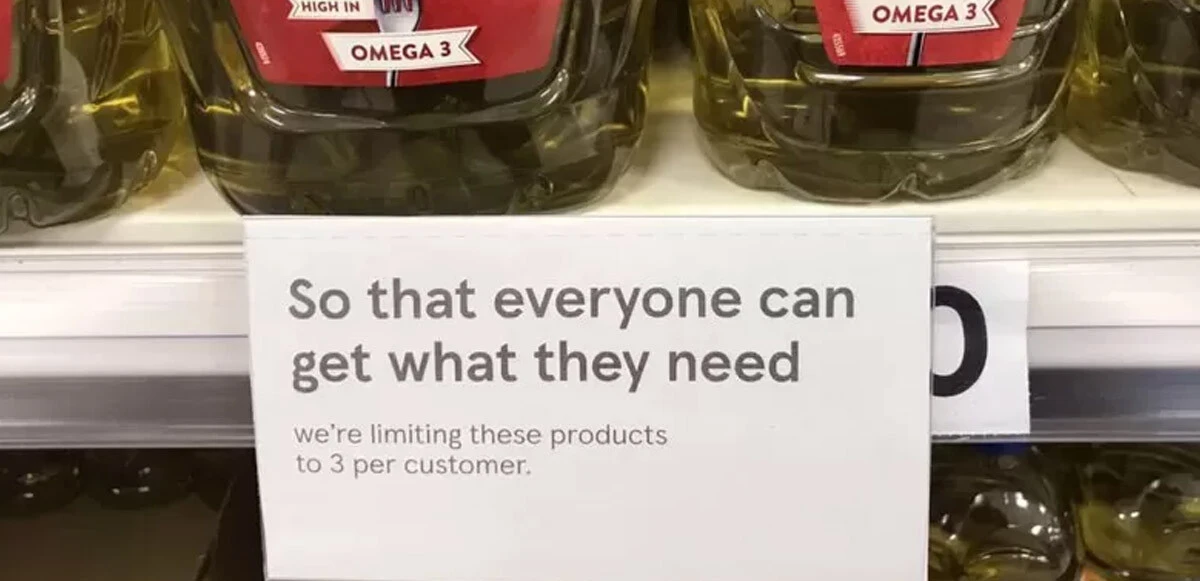 HIGH IN
OMEGA 3
OMEGA 3
So that everyone can
get what they need
we're limiting these products
to 3 per customer.
0